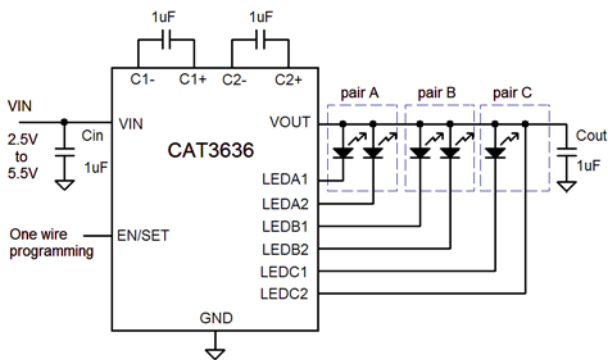 1uF
1uF
C1-
C1+
C2-
C2+
pair A
pair B
pair C
VIN
VIN
VOUT
Cin
Cout
2.5V
to
5.5V
1uF
1uF
CAT3636
LEDA1
LEDA2
One wire
programming
EN/SET
LEDB1
LEDB2
LEDC1
LEDC2
GND